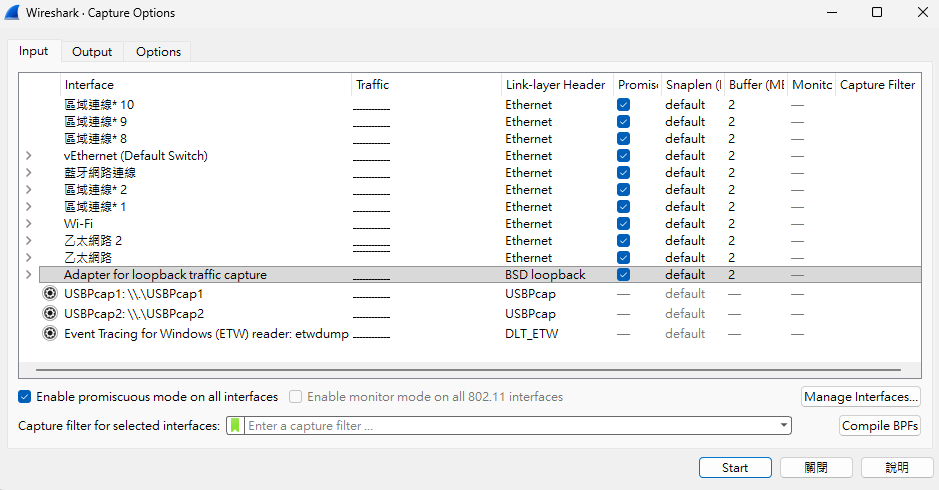 Wireshark · Capture Options
Input Output Options
Interface Traffic Link-layer Header Promis Snaplen ( Buffer (M Monito Capture Filter
區域連線* 10 Ethernet default 2 —
區域連線* 9 Ethernet default 2 —
區域連線* 8 Ethernet default 2 —
vEthernet (Default Switch) Ethernet default 2 —
藍牙網路連線 Ethernet default 2 —
區域連線* 2 Ethernet default 2 —
區域連線* 1 Ethernet default 2 —
Wi-Fi Ethernet default 2 —
乙太網路 2 Ethernet default 2 —
乙太網路 Ethernet default 2 —
Adapter for loopback traffic capture BSD loopback default 2 —
USBPcap1: \\.\USBPcap1 USBPcap — default — —
USBPcap2: \\.\USBPcap2 USBPcap — default — —
Event Tracing for Windows (ETW) reader: etwdump DLT_ETW — default — —
Enable promiscuous mode on all interfaces Enable monitor mode on all 802.11 interfaces Manage Interfaces...
Capture filter for selected interfaces: Enter a capture filter ... Compile BPFs
Start 關閉 說明